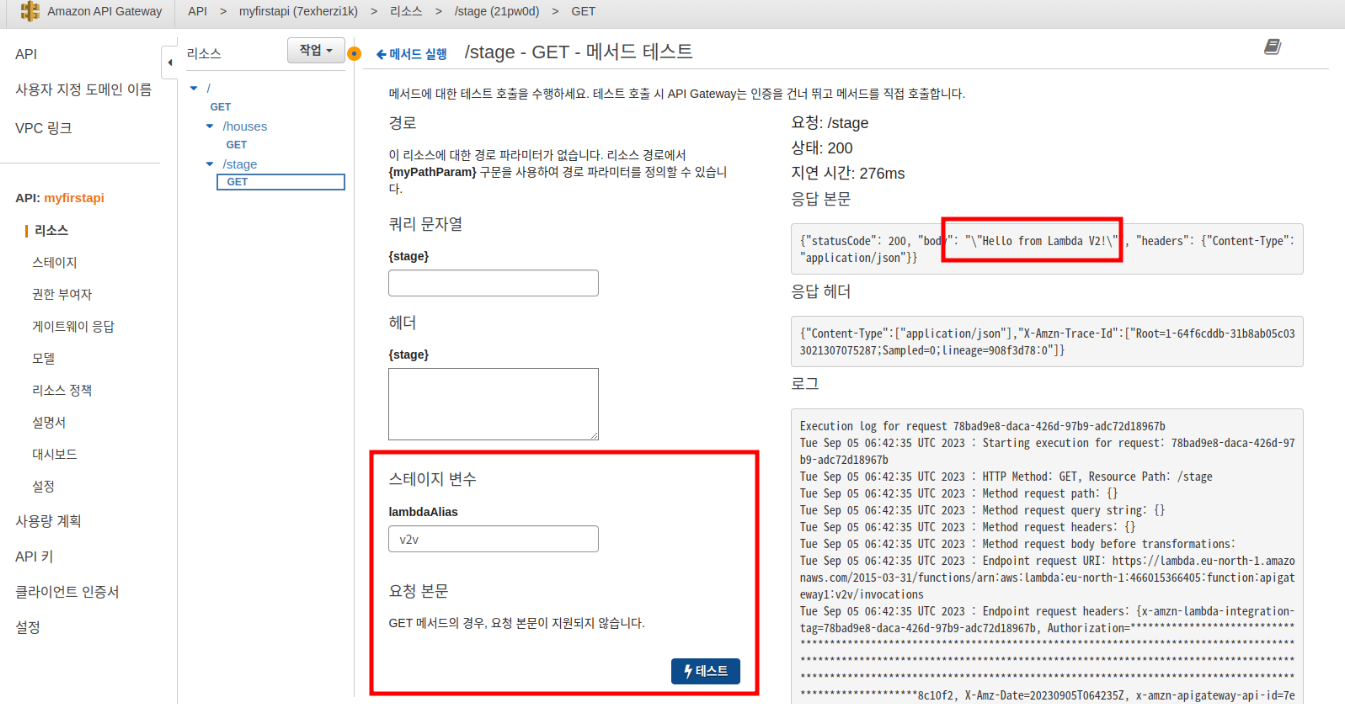 Amazon API Gateway
API > myfirstapi (7exherzi1k) > 리소스 > /stage (21pw0d) > GET
API
사용자 지정 도메인 이름
VPC 링크
API: myfirstapi
리소스
스테이지
권한 부여자
게이트웨이 응답
모델
리소스 정책
설명서
대시보드
설정
사용량 계획
API 키
클라이언트 인증서
설정
리소스
작업
/
GET
/houses
GET
/stage
GET
메서드 실행
/stage - GET - 메서드 테스트
메서드에 대한 테스트 호출을 수행하세요. 테스트 호출 시 API Gateway는 인증을 건너 뛰고 메서드를 직접 호출합니다.
경로
이 리소스에 대한 경로 파라미터가 없습니다. 리소스 경로에서
{myPathParam} 구문을 사용하여 경로 파라미터를 정의할 수 있습니
다.
쿼리 문자열
{stage}
헤더
{stage}
스테이지 변수
lambdaAlias
v2v
요청 본문
GET 메서드의 경우, 요청 본문이 지원되지 않습니다.
테스트
요청: /stage
상태: 200
지연 시간: 276ms
응답 본문
{"statusCode": 200, "body": "\"Hello from Lambda V2!\"", "headers": {"Content-Type":
"application/json"}}
응답 헤더
{"Content-Type":["application/json"],"X-Amzn-Trace-Id":["Root=1-64f6cddb-31b8ab05c03
3021307075287;Sampled=0;lineage=908f3d78:0"]}
로그
Execution log for request 78bad9e8-daca-426d-97b9-adc72d18967b
Tue Sep 05 06:42:35 UTC 2023 : Starting execution for request: 78bad9e8-daca-426d-97
b9-adc72d18967b
Tue Sep 05 06:42:35 UTC 2023 : HTTP Method: GET, Resource Path: /stage
Tue Sep 05 06:42:35 UTC 2023 : Method request path: {}
Tue Sep 05 06:42:35 UTC 2023 : Method request query string: {}
Tue Sep 05 06:42:35 UTC 2023 : Method request headers: {}
Tue Sep 05 06:42:35 UTC 2023 : Method request body before transformations:
Tue Sep 05 06:42:35 UTC 2023 : Endpoint request URI: https://lambda.eu-north-1.amazo
naws.com/2015-03-31/functions/arn:aws:lambda:eu-north-1:466015366405:function:apigat
eway1:v2v/invocations
Tue Sep 05 06:42:35 UTC 2023 : Endpoint request headers: {x-amzn-lambda-integration-
tag=78bad9e8-daca-426d-97b9-adc72d18967b, Authorization=****************************
************************************************************************************
************************************************************************************
************************************************************************************
********************8c10f2, X-Amz-Date=20230905T064235Z, x-amzn-apigateway-api-id=7e